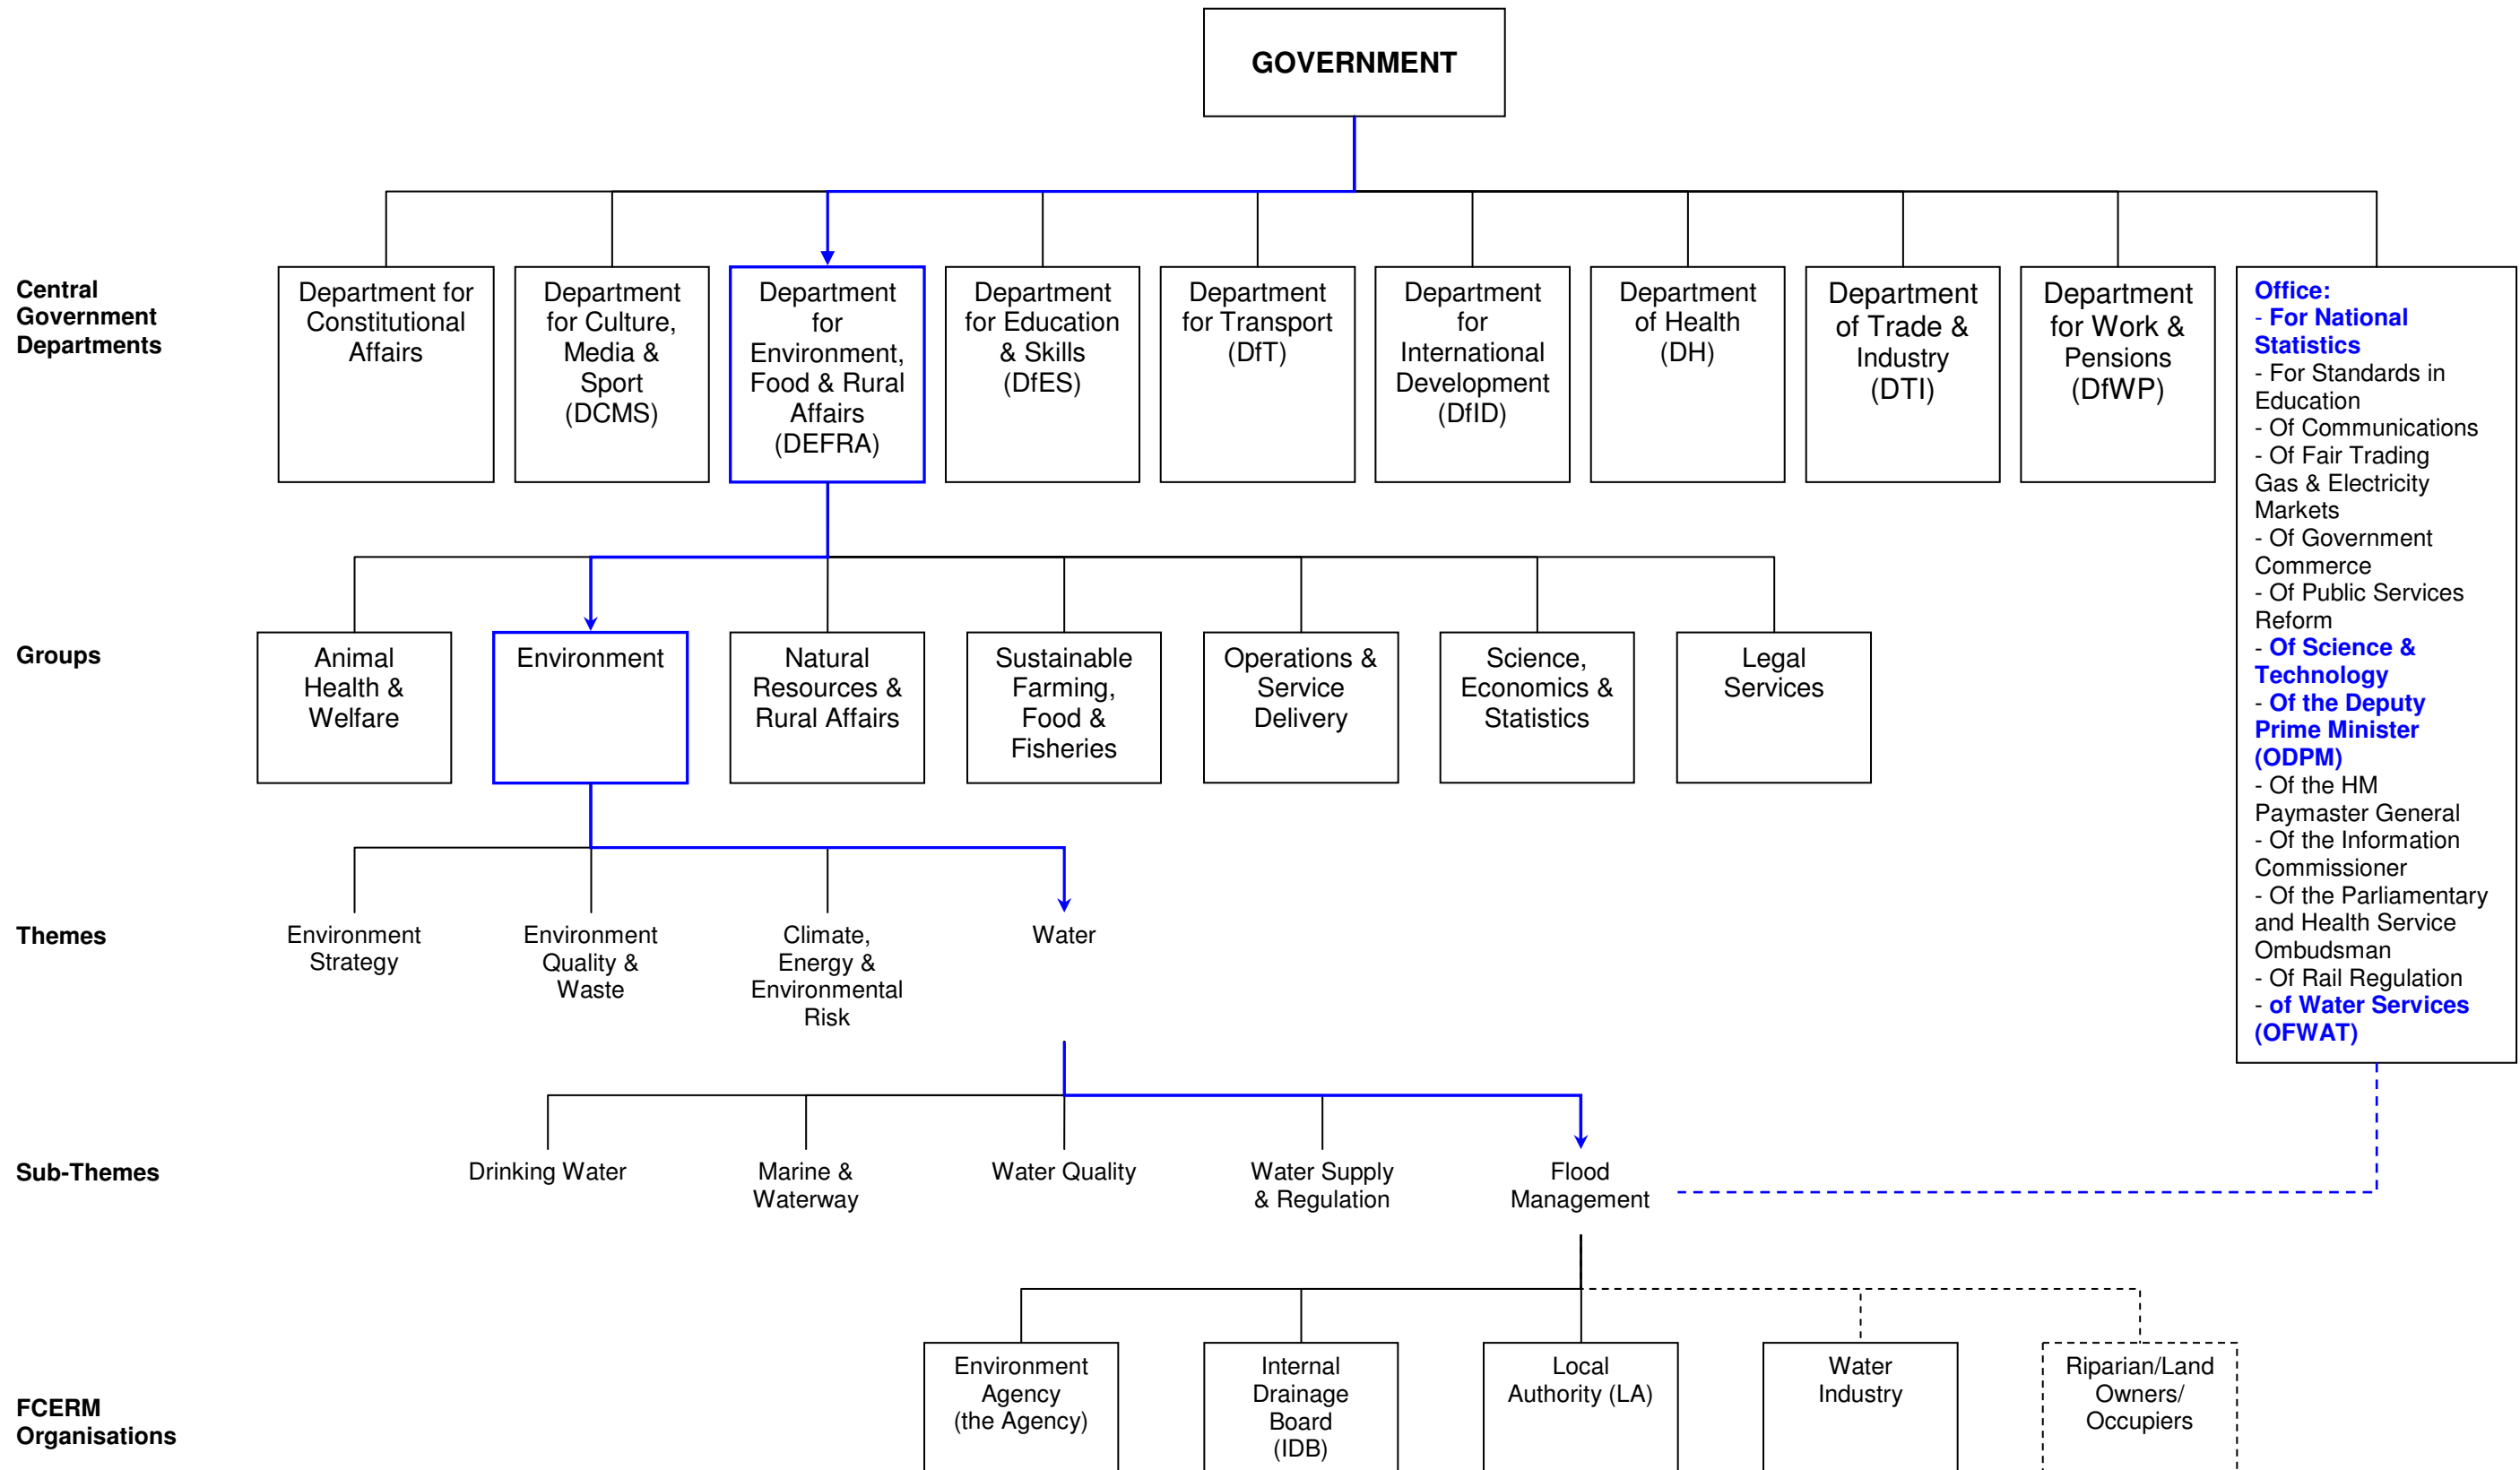 GOVERNMENT
Central
Government
Departments
Department for
Constitutional
Affairs
Department
for Culture,
Media &
Sport
(DCMS)
Department
for
Environment,
Food & Rural
Affairs
(DEFRA)
Department
for Education
& Skills
(DfES)
Department
for Transport
(DfT)
Department
for
International
Development
(DfID)
Department
of Health
(DH)
Department
of Trade &
Industry
(DTI)
Department
for Work &
Pensions
(DfWP)
Office:
- For National
Statistics
- For Standards in
Education
- Of Communications
- Of Fair Trading
Gas & Electricity
Markets
- Of Government
Commerce
- Of Public Services
Reform
- Of Science &
Technology
- Of the Deputy
Prime Minister
(ODPM)
- Of the HM
Paymaster General
- Of the Information
Commissioner
- Of the Parliamentary
and Health Service
Ombudsman
- Of Rail Regulation
- of Water Services
(OFWAT)
Groups
Animal
Health &
Welfare
Environment
Natural
Resources &
Rural Affairs
Sustainable
Farming,
Food &
Fisheries
Operations &
Service
Delivery
Science,
Economics &
Statistics
Legal
Services
Themes
Environment
Strategy
Environment
Quality &
Waste
Climate,
Energy &
Environmental
Risk
Water
Sub-Themes
Drinking Water
Marine &
Waterway
Water Quality
Water Supply
& Regulation
Flood
Management
FCERM
Organisations
Environment
Agency
(the Agency)
Internal
Drainage
Board
(IDB)
Local
Authority (LA)
Water
Industry
Riparian/Land
Owners/
Occupiers